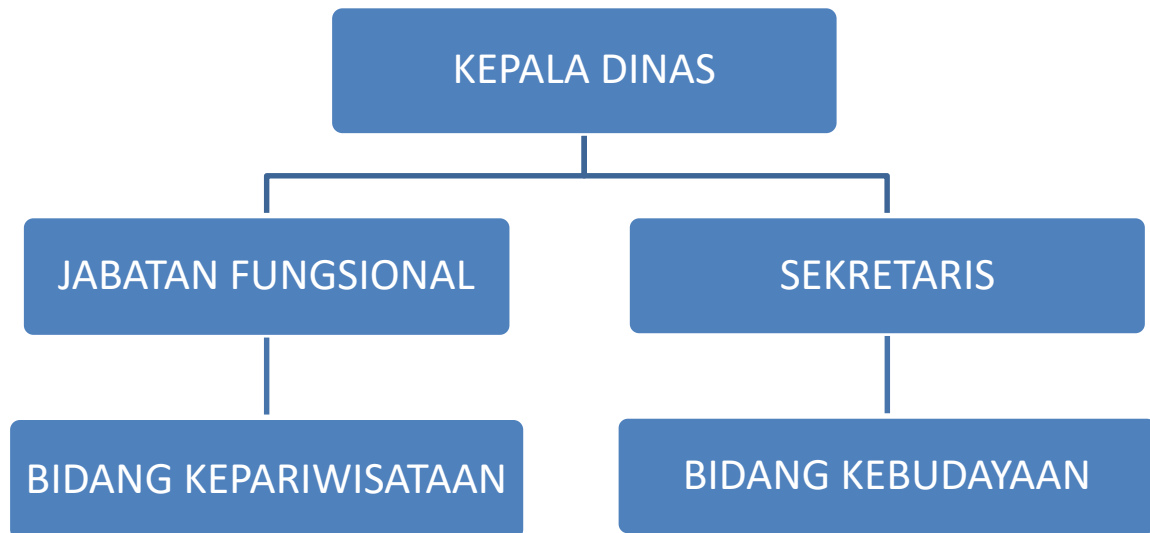 KEPALA DINAS
JABATAN FUNGSIONAL
SEKRETARIS
BIDANG KEPARIWISATAAN
BIDANG KEBUDAYAAN